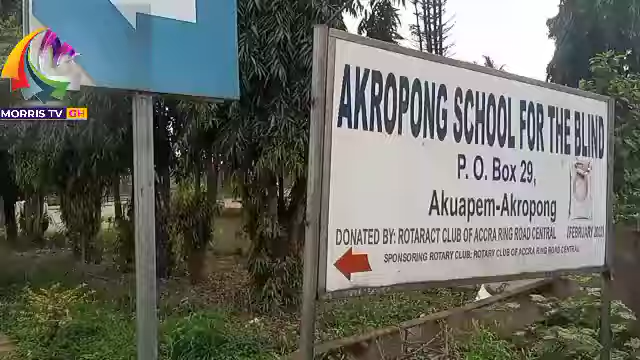 MORRIS TV GH
AKROPONG SCHOOL FOR THE BLIND
P. O. Box 29,
Akuapem-Akropong
DONATED BY: ROTARACT CLUB OF ACCRA RING ROAD CENTRAL
SPONSORING ROTARY CLUB: ROTARY CLUB OF ACCRA RING ROAD CENTRAL